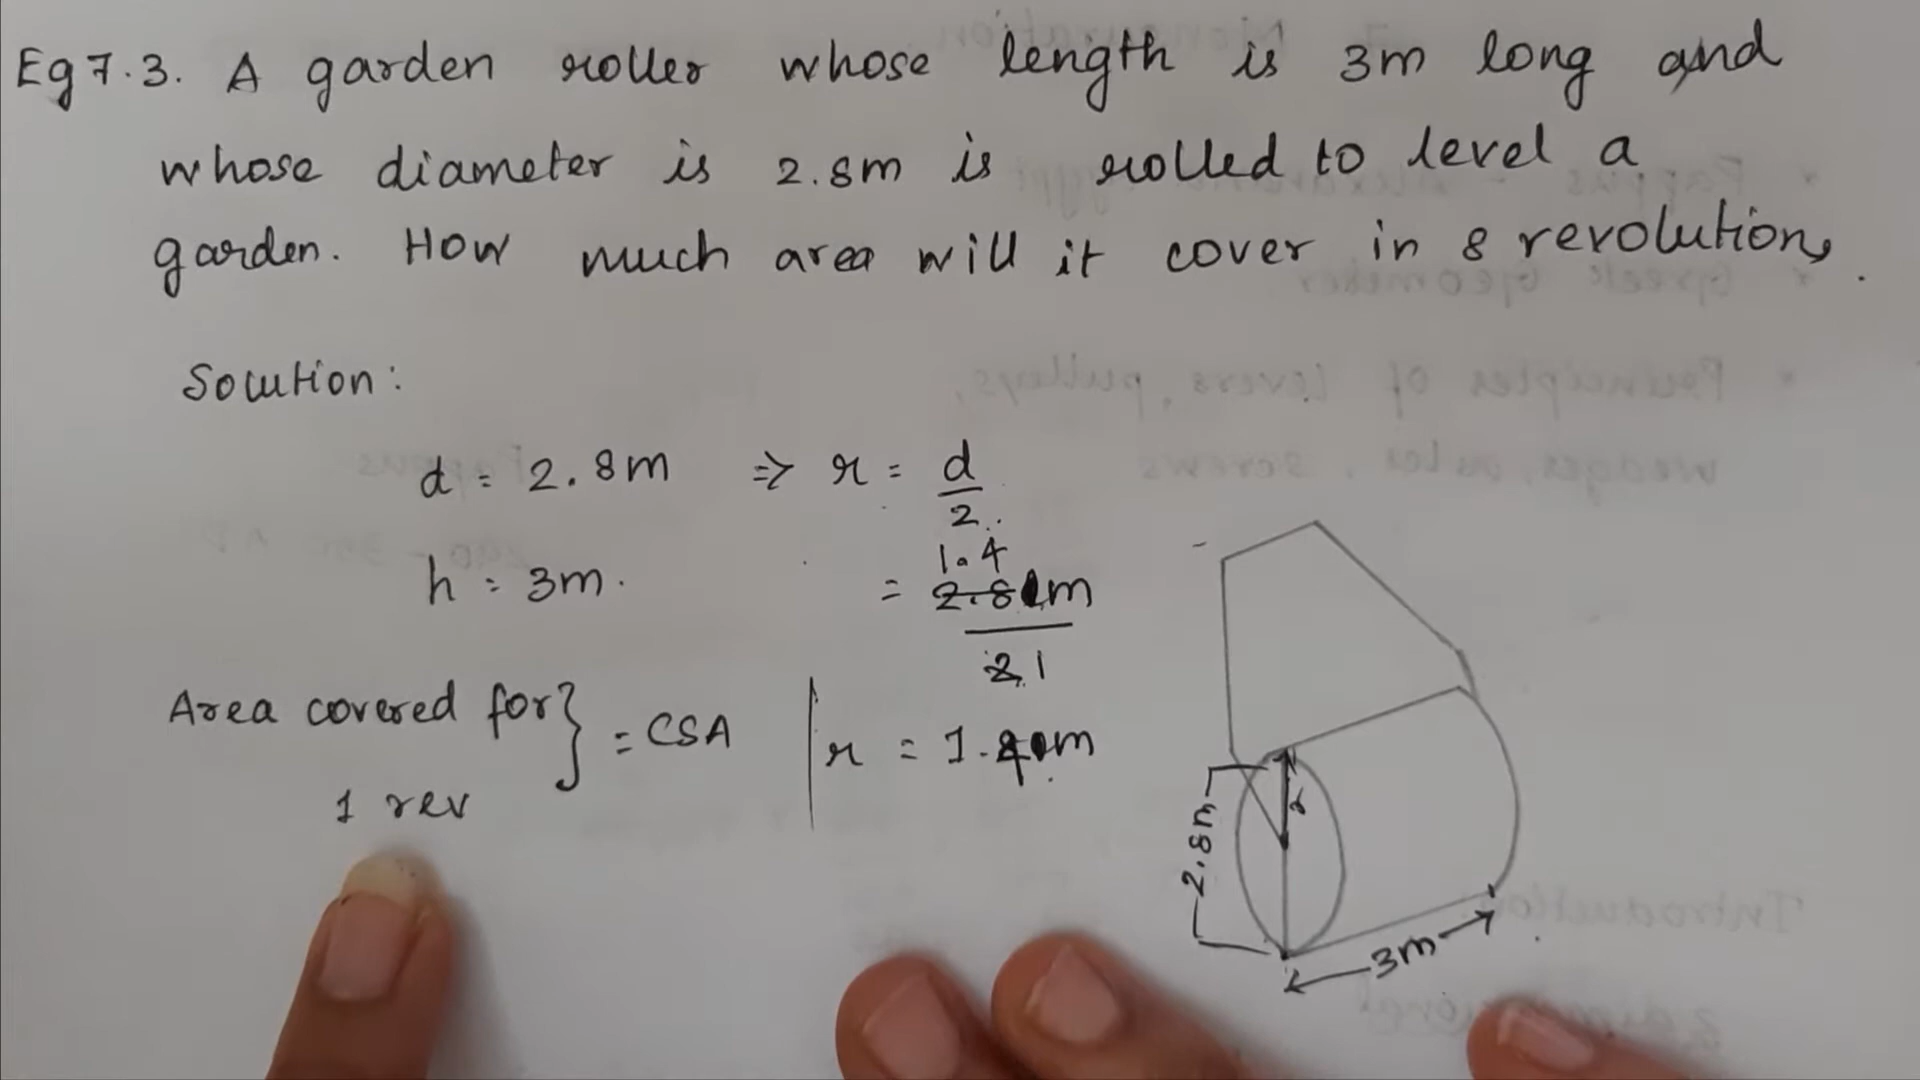 Eg 7.3. A garden roller whose length is 3m long and
whose diameter is 2.8m is rolled to level a
garden. How much area will it cover in 8 revolutions.
Solution:
d = 2.8m ⇒ r = d/2
h = 3m. = 2.8m/2 1.4 1
Area covered for } = CSA
1 rev
r = 1.4m
r
2.8m
3m